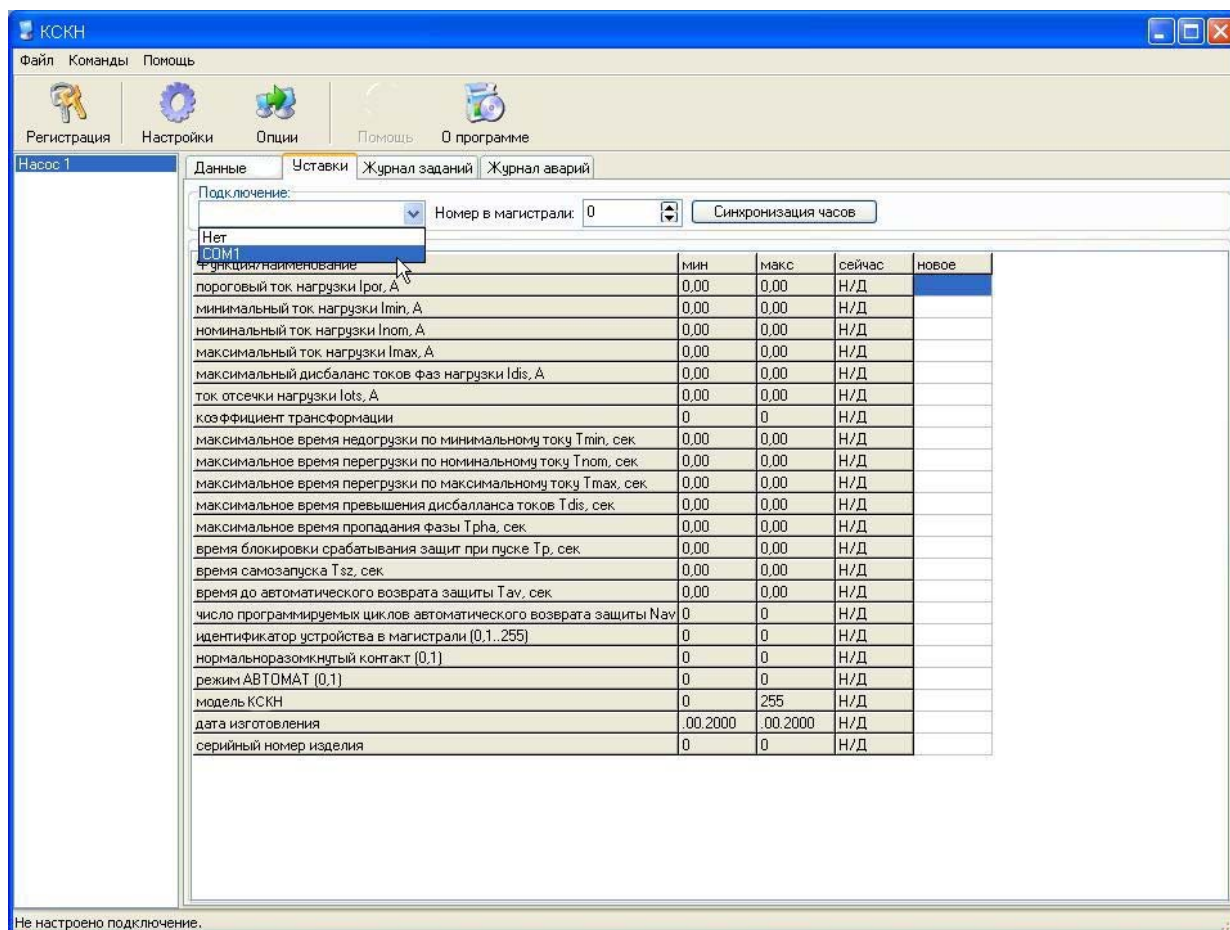 КСКН
Файл Команды Помощь
Регистрация Настройки Опции Помощь О программе
Насос 1
Данные Уставки Журнал заданий Журнал аварий
Подключение:
Номер в магистрали: 0 Синхронизация часов
Нет
COM1
Функция/наименование мин макс сейчас новое
пороговый ток нагрузки Ipor, А 0,00 0,00 Н/Д
минимальный ток нагрузки Imin, А 0,00 0,00 Н/Д
номинальный ток нагрузки Inom, А 0,00 0,00 Н/Д
максимальный ток нагрузки Imax, А 0,00 0,00 Н/Д
максимальный дисбаланс токов фаз нагрузки Idis, А 0,00 0,00 Н/Д
ток отсечки нагрузки Iots, А 0,00 0,00 Н/Д
коэффициент трансформации 0 0 Н/Д
максимальное время недогрузки по минимальному току Tmin, сек 0,00 0,00 Н/Д
максимальное время перегрузки по номинальному току Tnom, сек 0,00 0,00 Н/Д
максимальное время перегрузки по максимальному току Tmax, сек 0,00 0,00 Н/Д
максимальное время превышения дисбалланса токов Tdis, сек 0,00 0,00 Н/Д
максимальное время пропадания фазы Tpha, сек 0,00 0,00 Н/Д
время блокировки срабатывания защит при пуске Tp, сек 0,00 0,00 Н/Д
время самозапуска Tsz, сек 0,00 0,00 Н/Д
время до автоматического возврата защиты Tav, сек 0,00 0,00 Н/Д
число программируемых циклов автоматического возврата защиты Nav 0 0 Н/Д
идентификатор устройства в магистрали (0,1..255) 0 0 Н/Д
нормальноразомкнутый контакт (0,1) 0 0 Н/Д
режим АВТОМАТ (0,1) 0 0 Н/Д
модель КСКН 0 255 Н/Д
дата изготовления .00.2000 .00.2000 Н/Д
серийный номер изделия 0 0 Н/Д
Не настроено подключение.